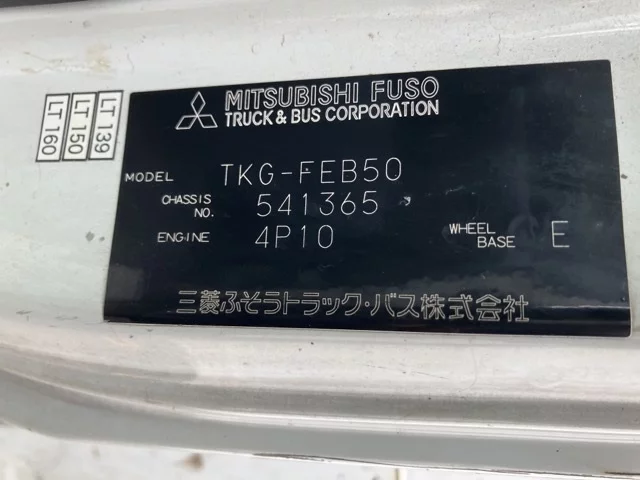 MITSUBISHI FUSO
TRUCK & BUS CORPORATION
LT 139
LT 150
LT 160
MODEL TKG-FEB50
CHASSIS NO. 541365
ENGINE 4P10 WHEEL BASE E
三菱ふそうトラック・バス株式会社